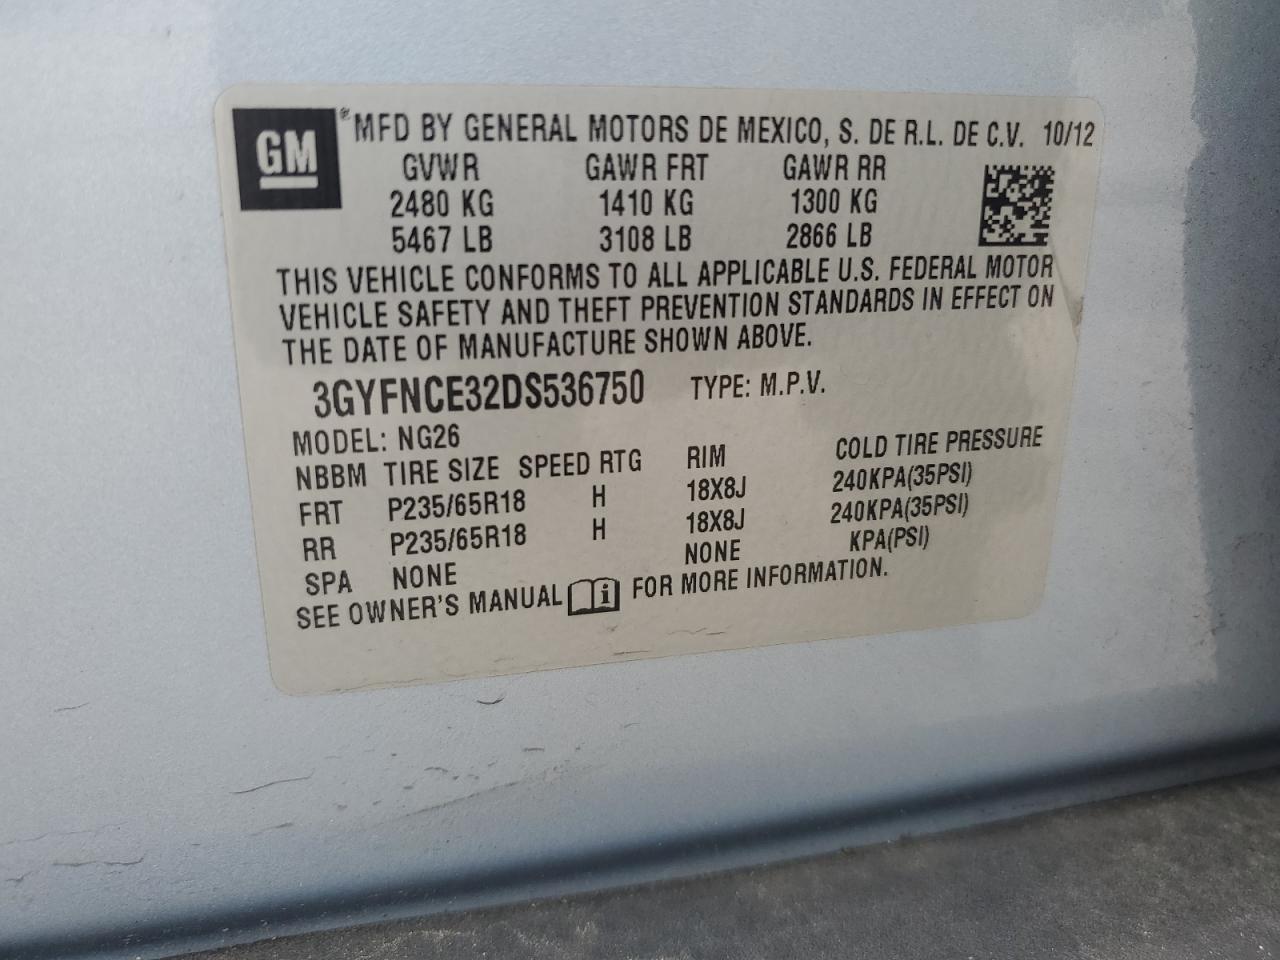 GM ® MFD BY GENERAL MOTORS DE MEXICO, S. DE R.L. DE C.V. 10/12
GVWR GAWR FRT GAWR RR
2480 KG 1410 KG 1300 KG
5467 LB 3108 LB 2866 LB
THIS VEHICLE CONFORMS TO ALL APPLICABLE U.S. FEDERAL MOTOR
VEHICLE SAFETY AND THEFT PREVENTION STANDARDS IN EFFECT ON
THE DATE OF MANUFACTURE SHOWN ABOVE.
3GYFNCE32DS536750 TYPE: M.P.V.
MODEL: NG26
NBBM TIRE SIZE SPEED RTG RIM COLD TIRE PRESSURE
FRT P235/65R18 H 18X8J 240KPA(35PSI)
RR P235/65R18 H 18X8J 240KPA(35PSI)
SPA NONE NONE KPA(PSI)
SEE OWNER'S MANUAL i FOR MORE INFORMATION.